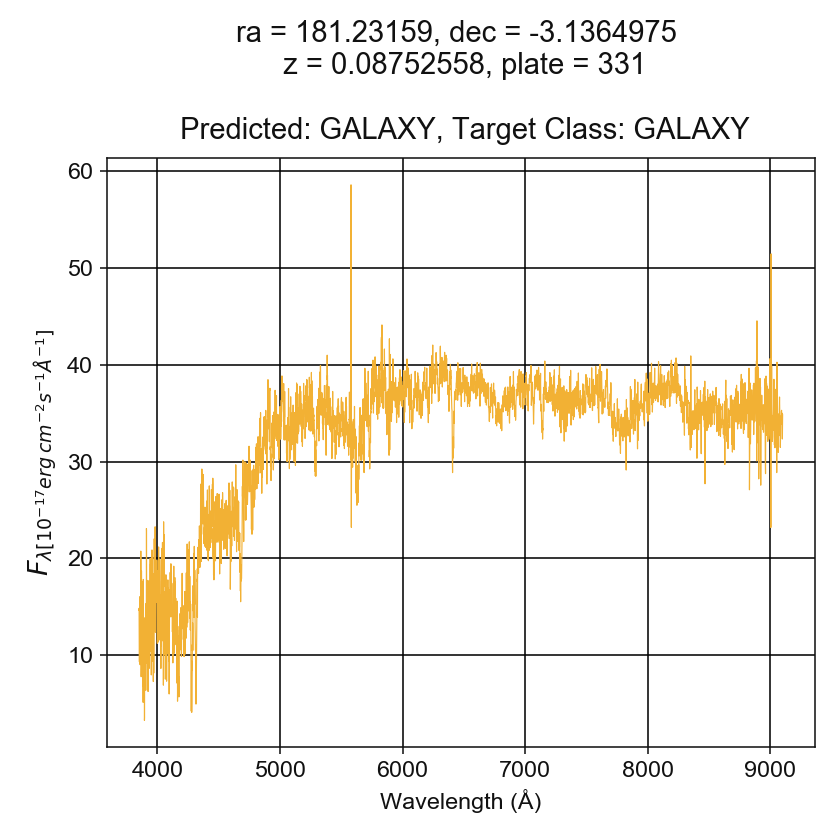 ra = 181.23159, dec = -3.1364975
z = 0.08752558, plate = 331
Predicted: GALAXY, Target Class: GALAXY
60
50
40
30
20
10
F_{λ[10^{−17}erg cm^{−2}s^{−1}Å^{−1}]}
4000 5000 6000 7000 8000 9000
Wavelength (Å)